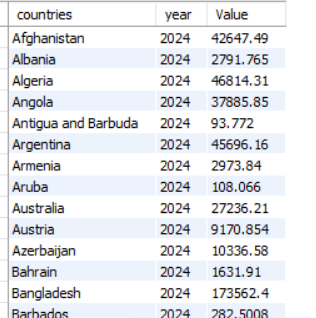 countries year Value
Afghanistan 2024 42647.49
Albania 2024 2791.765
Algeria 2024 46814.31
Angola 2024 37885.85
Antigua and Barbuda 2024 93.772
Argentina 2024 45696.16
Armenia 2024 2973.84
Aruba 2024 108.066
Australia 2024 27236.21
Austria 2024 9170.854
Azerbaijan 2024 10336.58
Bahrain 2024 1631.91
Bangladesh 2024 173562.4
Barbados 2024 282.5008